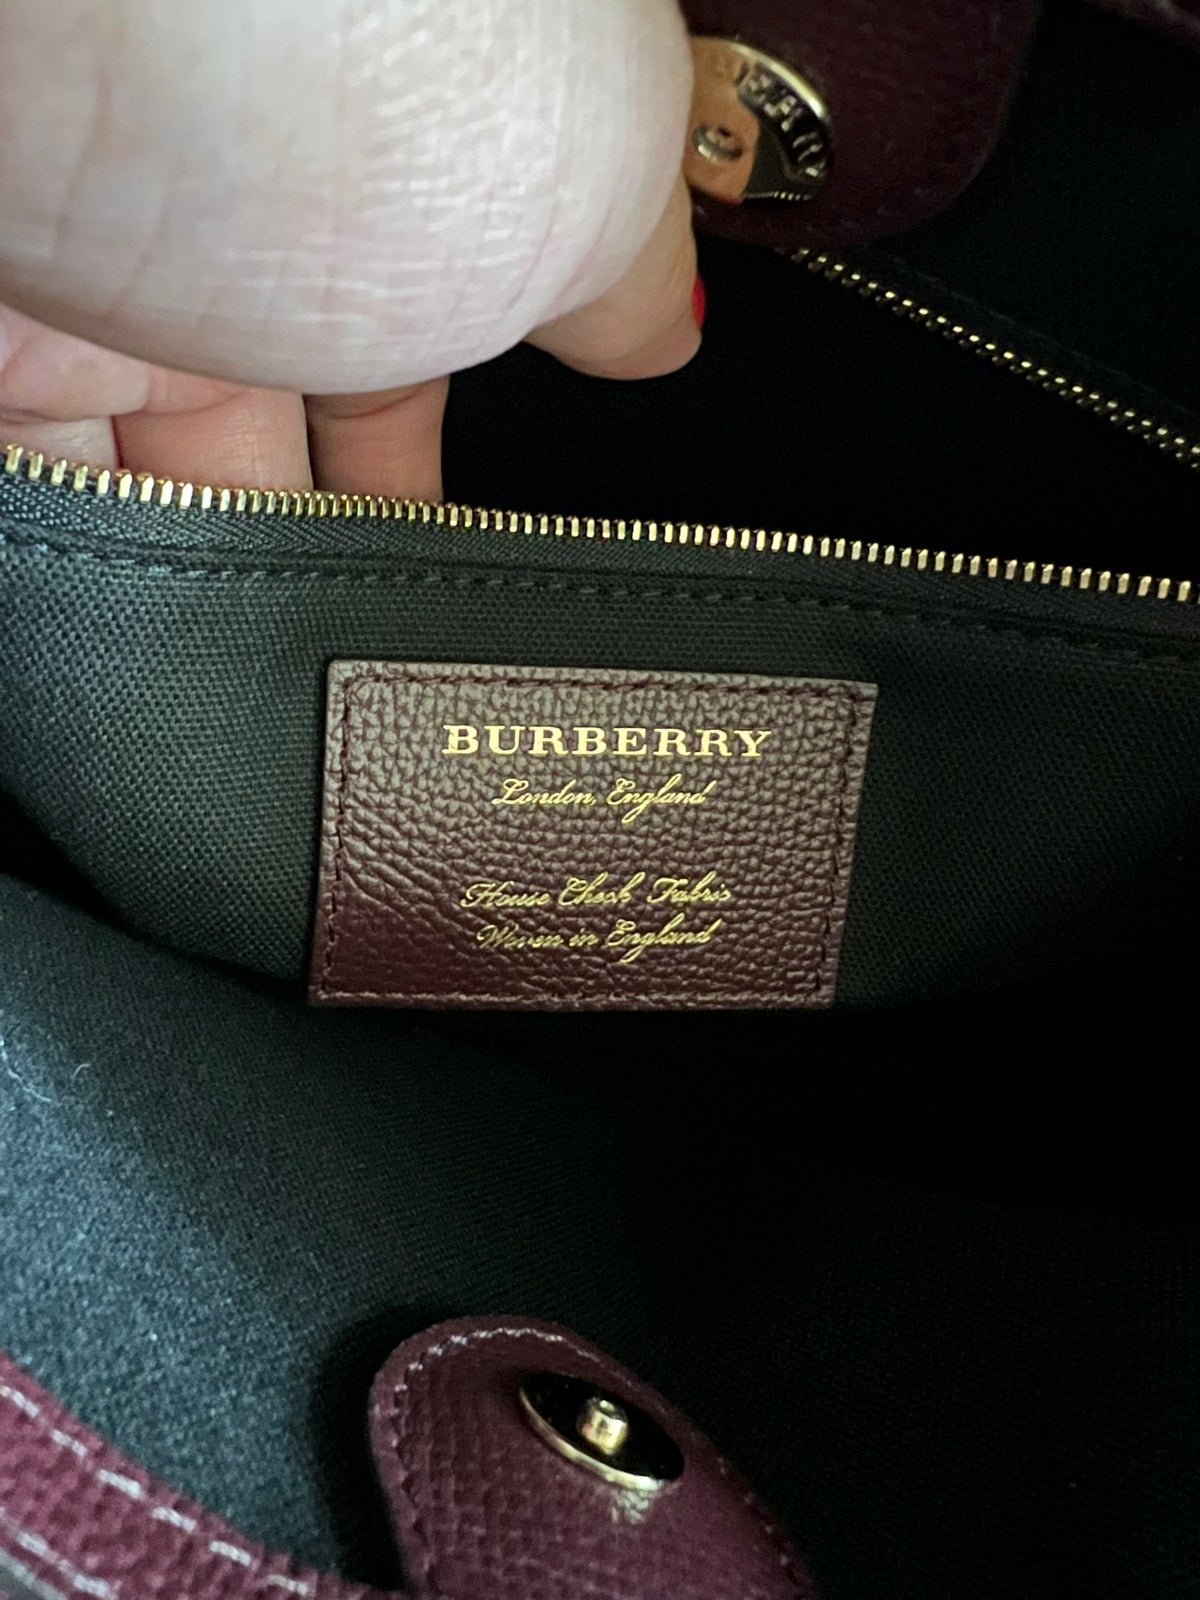 BURBERRY
London, England
House Check Fabric
Woven in England